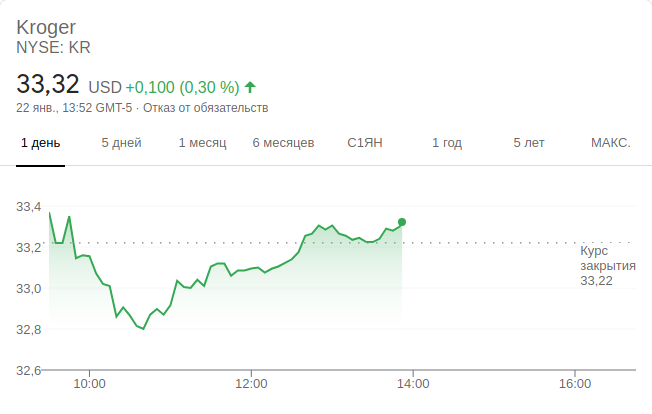 Kroger
NYSE: KR
33,32 USD +0,100 (0,30 %)
22 янв., 13:52 GMT-5 · Отказ от обязательств
1 день 5 дней 1 месяц 6 месяцев С1ЯН 1 год 5 лет МАКС.
33,4
33,2
Курс
закрытия
33,22
33,0
32,8
32,6
10:00 12:00 14:00 16:00